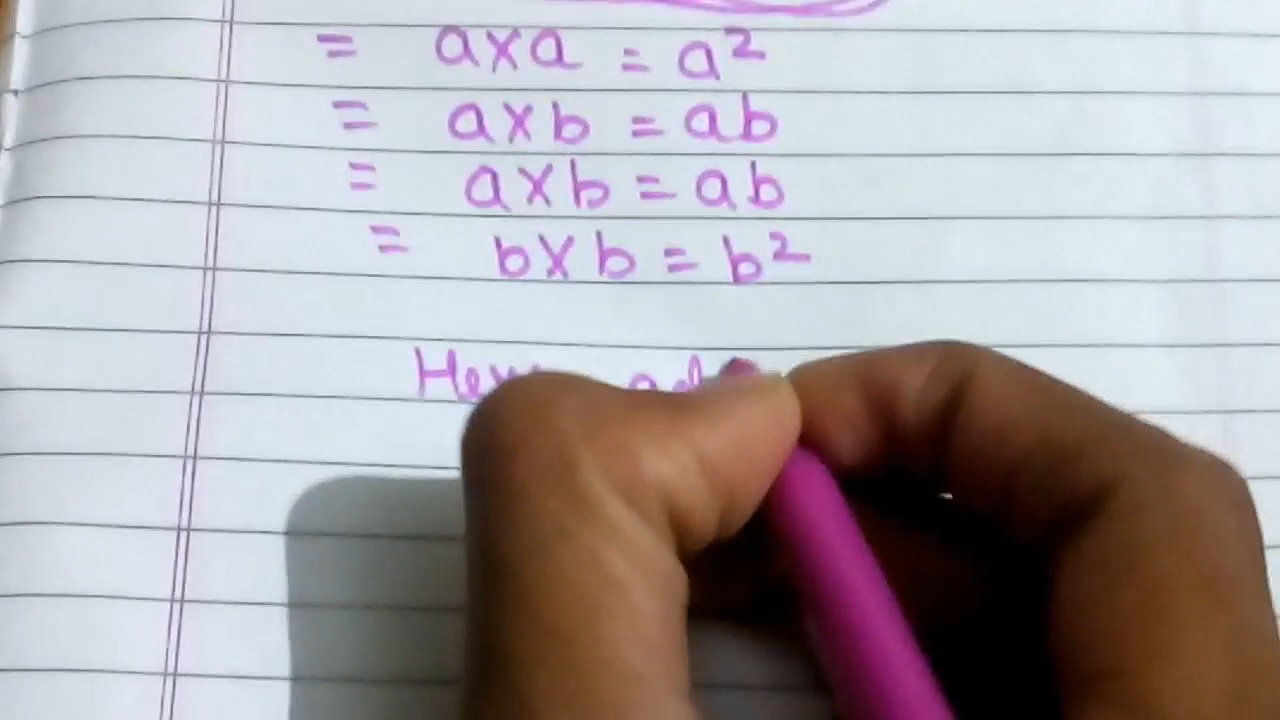 = a×a = a²
= a×b = ab
= a×b = ab
= b×b = b²